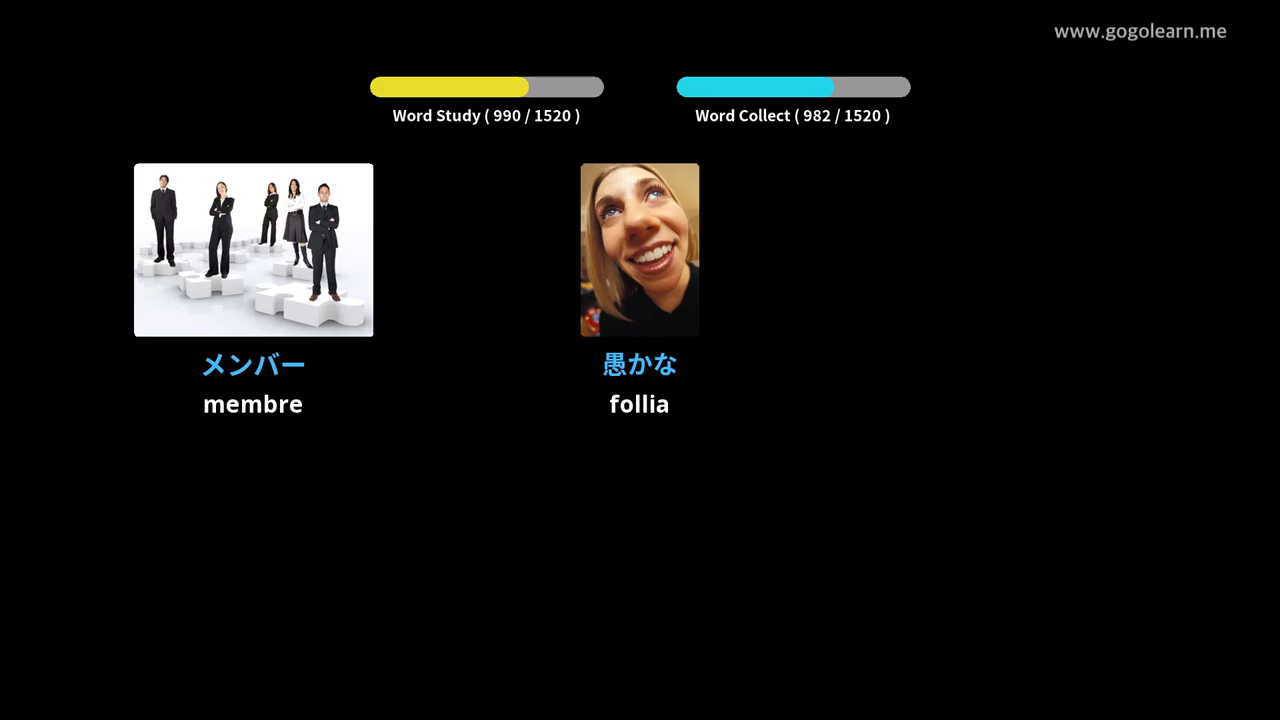 www.gogolearn.me
Word Study ( 990 / 1520 )
Word Collect ( 982 / 1520 )
メンバー
membre
愚かな
follia